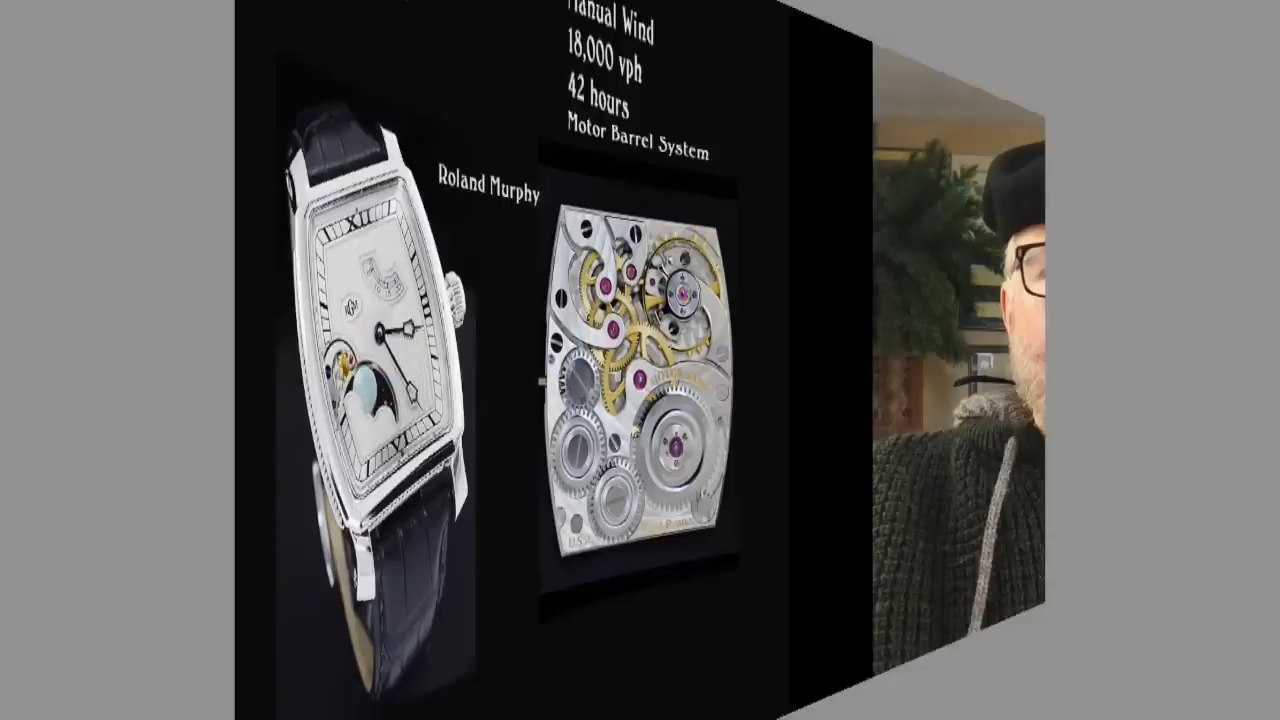 Manual Wind
18,000 vph
42 hours
Motor Barrel System
Roland Murphy